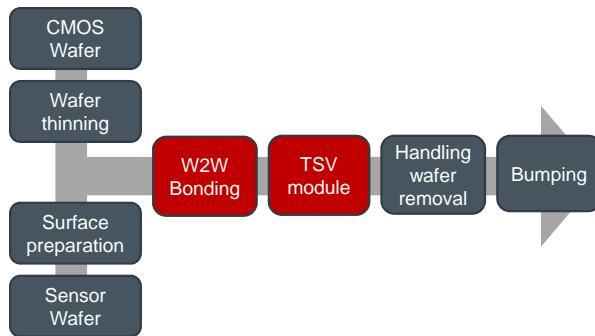 CMOS
Wafer
Wafer
thinning
W2W
Bonding
TSV
module
Handling
wafer
removal
Bumping
Surface
preparation
Sensor
Wafer